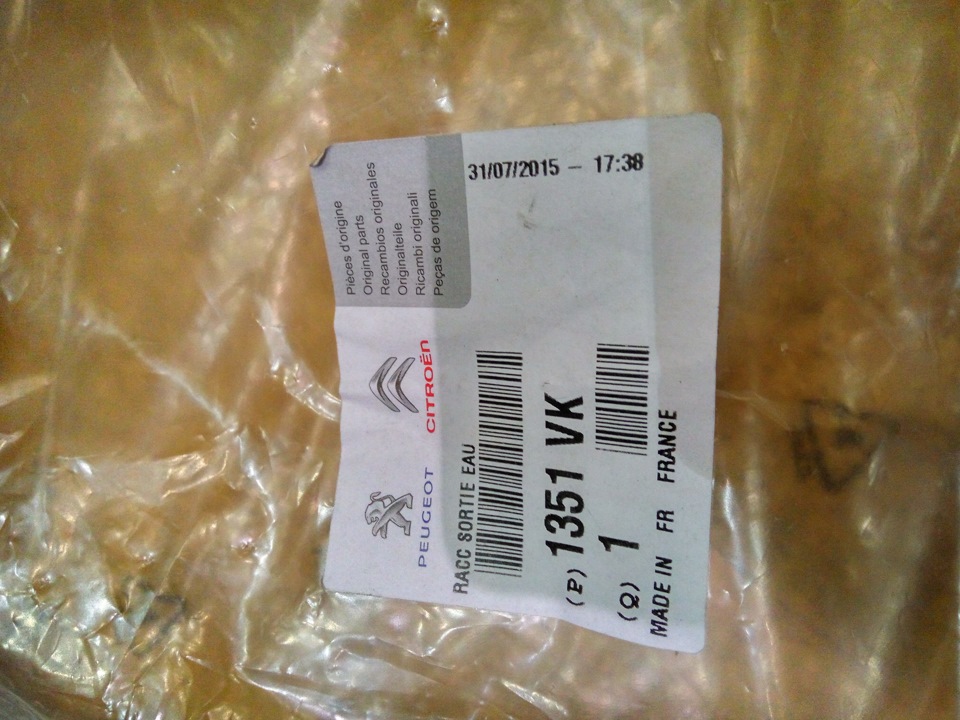 PEUGEOT
CITROËN
Pièces d'origine
Original parts
Recambios originales
Originalteile
Ricambi originali
Peças de origem
RACC SORTIE EAU
31/07/2015 - 17:38
(P) 1351 VK
(Q) 1
MADE IN FR FRANCE